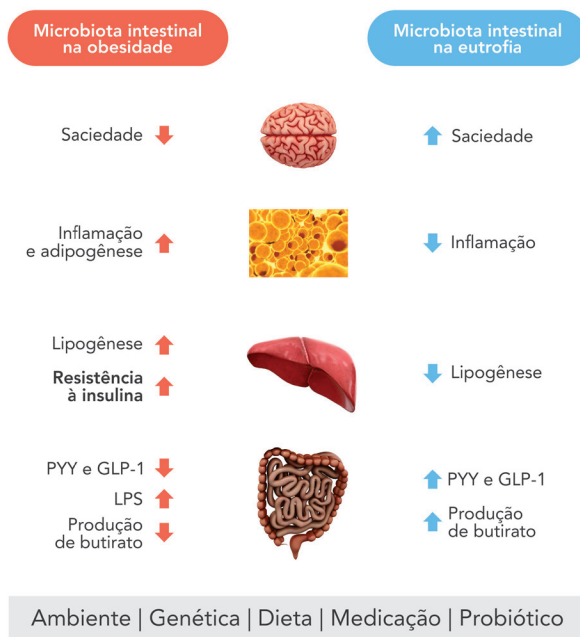 Microbiota intestinal
na obesidade
Microbiota intestinal
na eutrofia
Saciedade
Saciedade
Inflamação
e adipogênese
Inflamação
Lipogênese
Resistência
à insulina
Lipogênese
PYY e GLP-1
LPS
Produção
de butirato
PYY e GLP-1
Produção
de butirato
Ambiente | Genética | Dieta | Medicação | Probiótico